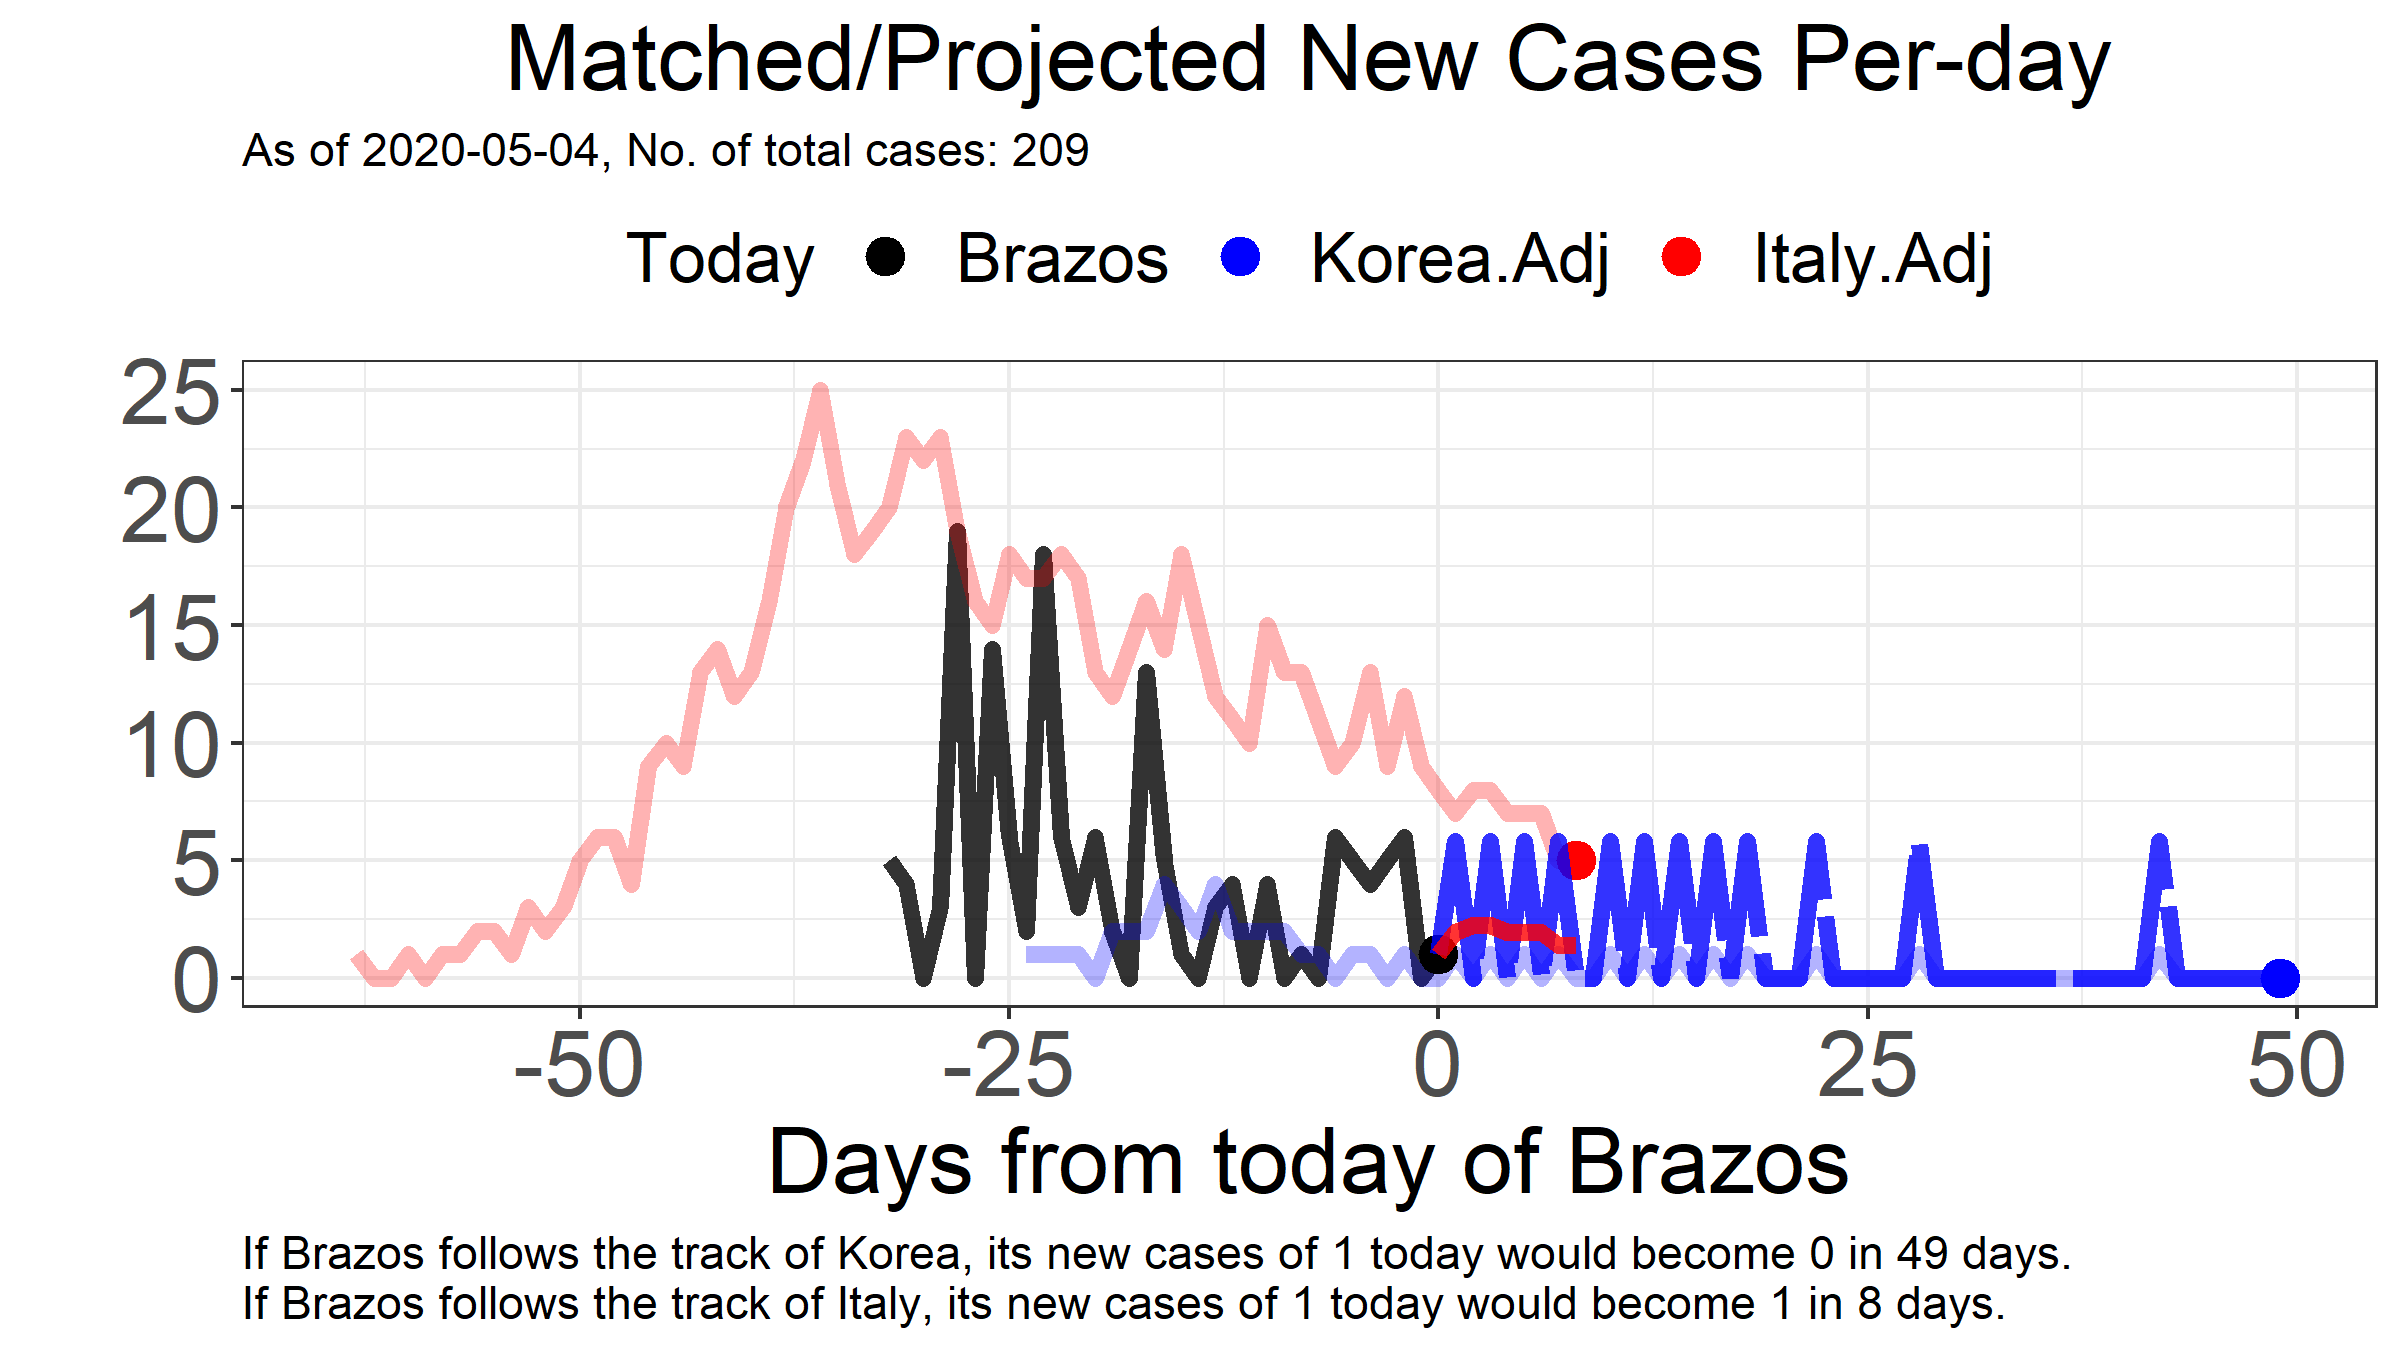 Matched/Projected New Cases Per-day
As of 2020-05-04, No. of total cases: 209
Today Brazos Korea.Adj Italy.Adj
25
20
15
10
5
0
-50 -25 0 25 50
Days from today of Brazos
If Brazos follows the track of Korea, its new cases of 1 today would become 0 in 49 days.
If Brazos follows the track of Italy, its new cases of 1 today would become 1 in 8 days.